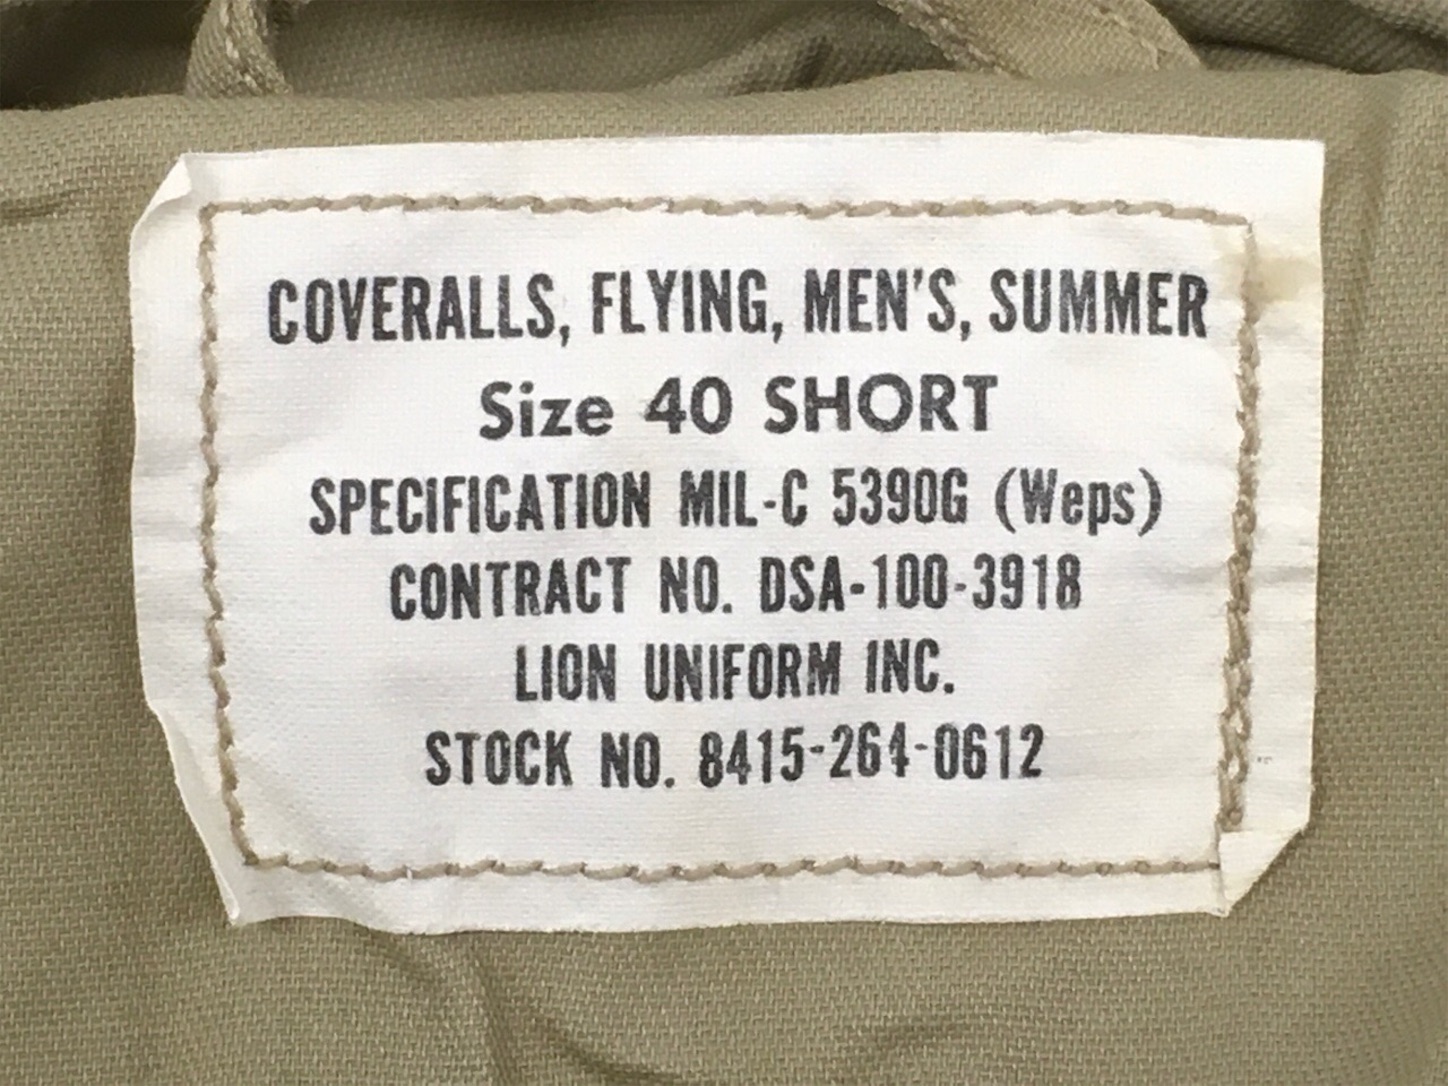 COVERALLS, FLYING, MEN'S, SUMMER
Size 40 SHORT
SPECIFICATION MIL-C 5390G (Weps)
CONTRACT NO. DSA-100-3918
LION UNIFORM INC.
STOCK NO. 8415-264-0612